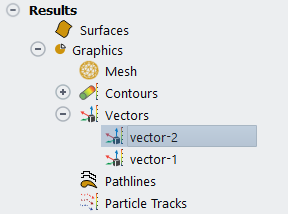 Results
Surfaces
Graphics
Mesh
Contours
Vectors
vector-2
vector-1
Pathlines
Particle Tracks